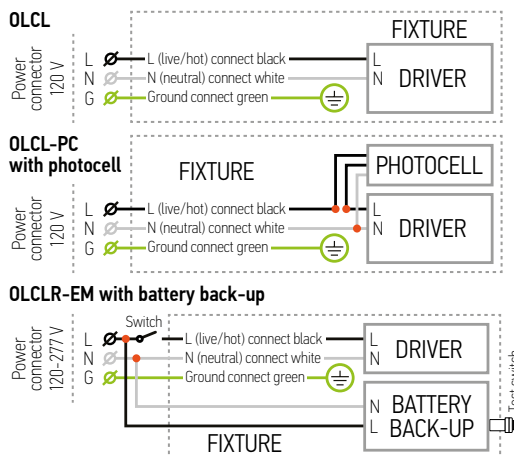 OLCL
FIXTURE
Power connector 120 V
L L (live/hot) connect black L
N N (neutral) connect white N
G Ground connect green
DRIVER
OLCL-PC
with photocell
FIXTURE
PHOTOCELL
Power connector 120 V
L L (live/hot) connect black L
N N (neutral) connect white N
G Ground connect green
DRIVER
OLCLR-EM with battery back-up
Switch
Power connector 120-277 V
L L (live/hot) connect black L
N N (neutral) connect white N
G Ground connect green
DRIVER
N BATTERY
L BACK-UP
Test switch
FIXTURE